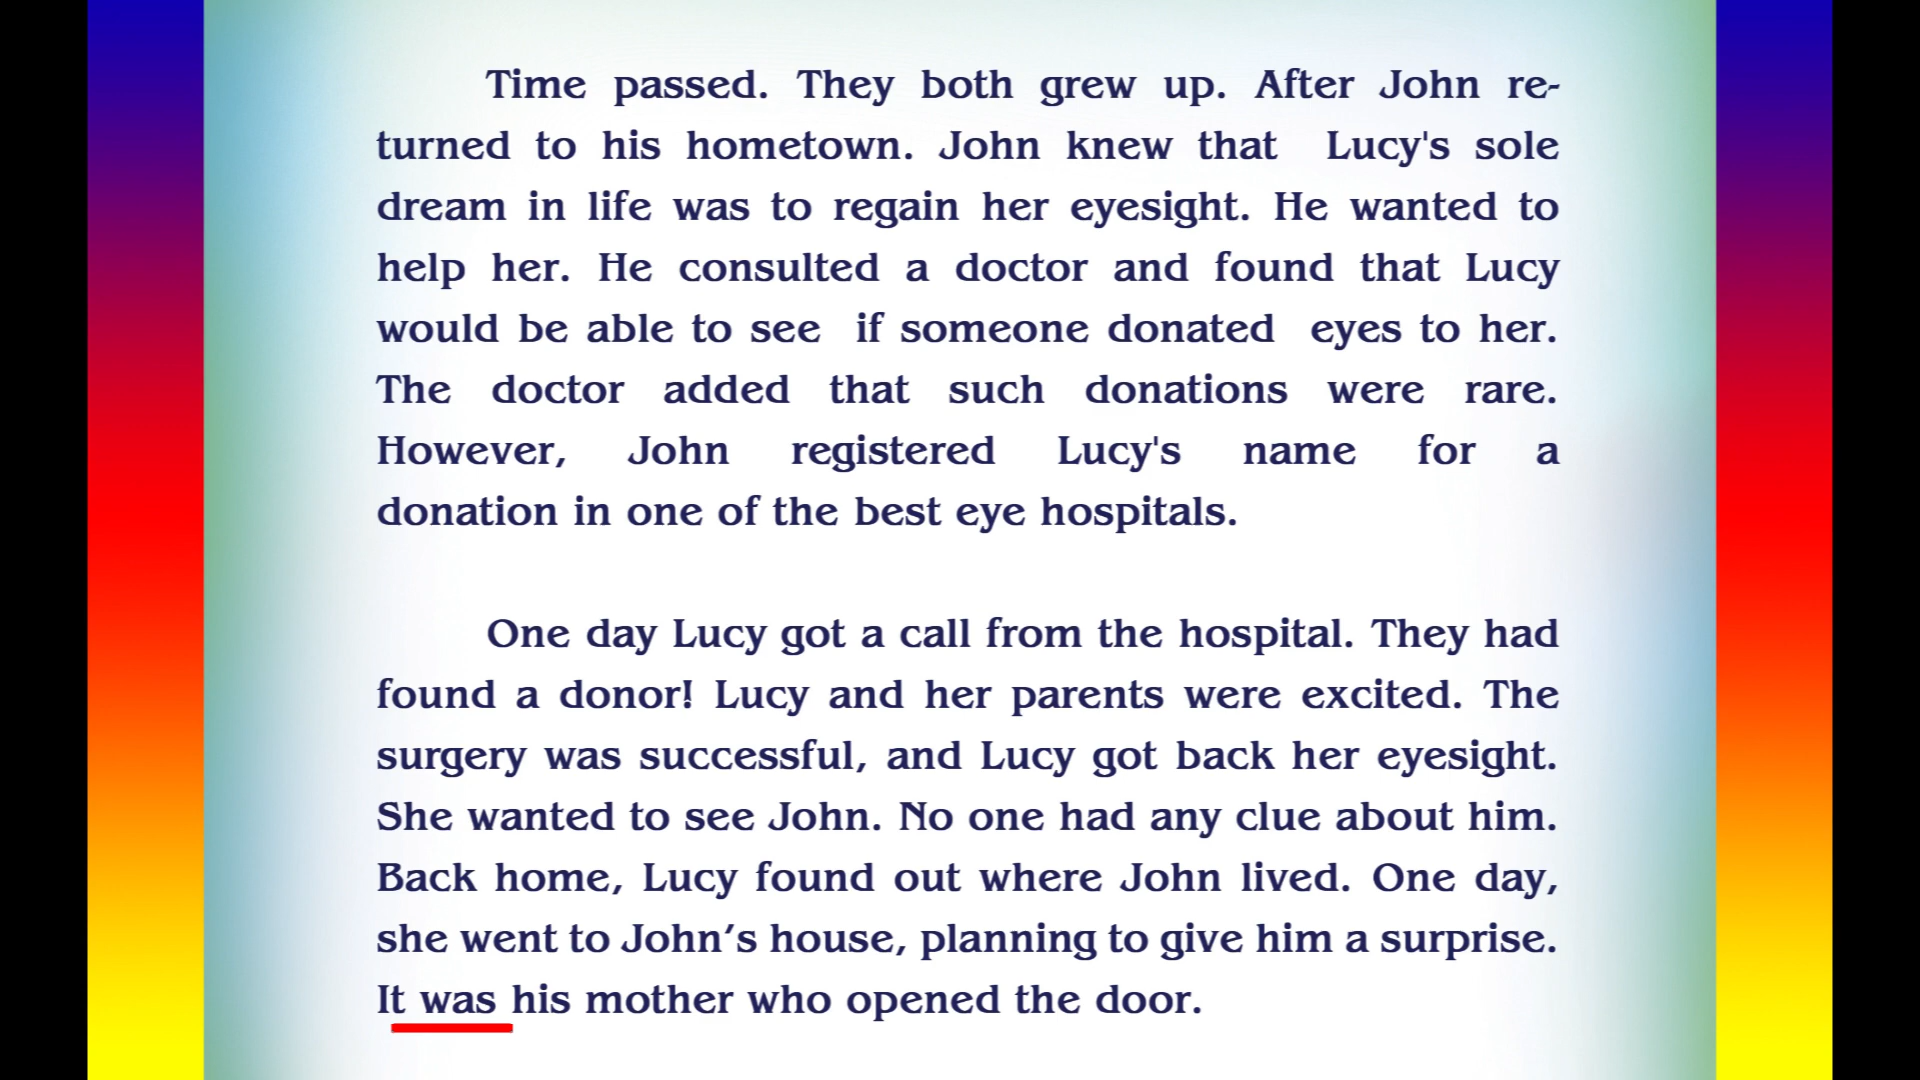 Time passed. They both grew up. After John re-
turned to his hometown. John knew that Lucy's sole
dream in life was to regain her eyesight. He wanted to
help her. He consulted a doctor and found that Lucy
would be able to see if someone donated eyes to her.
The doctor added that such donations were rare.
However, John registered Lucy's name for a
donation in one of the best eye hospitals.
One day Lucy got a call from the hospital. They had
found a donor! Lucy and her parents were excited. The
surgery was successful, and Lucy got back her eyesight.
She wanted to see John. No one had any clue about him.
Back home, Lucy found out where John lived. One day,
she went to John’s house, planning to give him a surprise.
It was his mother who opened the door.